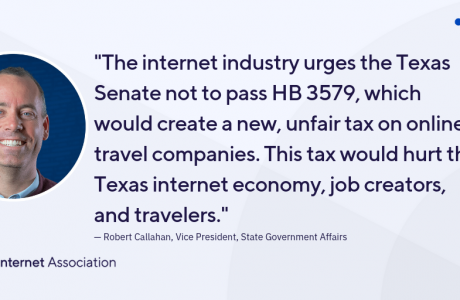 "The internet industry urges the Texas
Senate not to pass HB 3579, which
would create a new, unfair tax on online
travel companies. This tax would hurt th
Texas internet economy, job creators,
and travelers."
— Robert Callahan, Vice President, State Government Affairs
nternet Association